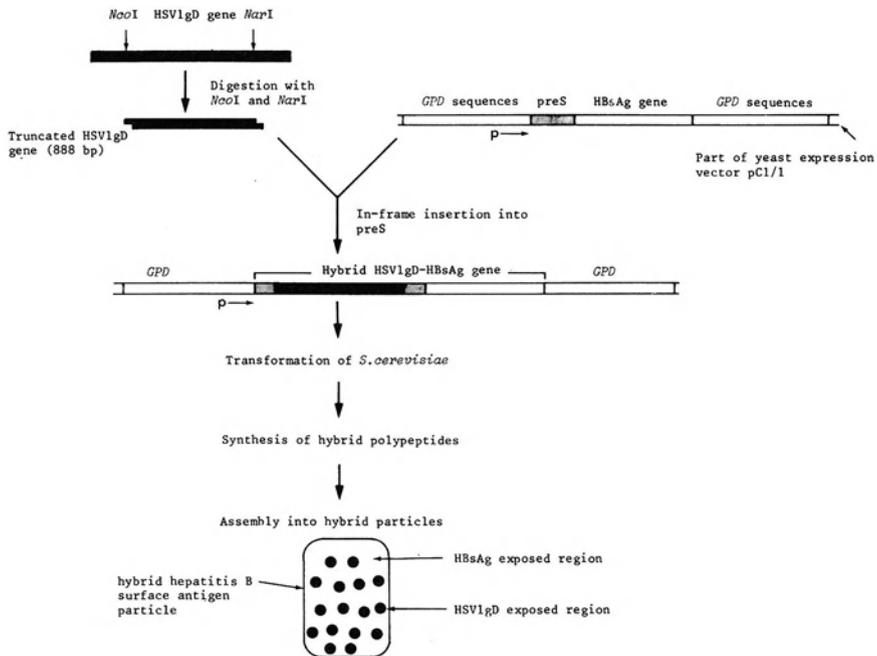 NcoI HSV1gD gene NarI
Digestion with
NcoI and NarI
Truncated HSV1gD
gene (888 bp)
GPD sequences preS HBsAg gene GPD sequences
p
Part of yeast expression
vector pC1/1
In-frame insertion into
preS
GPD Hybrid HSV1gD-HBsAg gene GPD
p
Transformation of S.cerevisiae
Synthesis of hybrid polypeptides
Assembly into hybrid particles
HBsAg exposed region
hybrid hepatitis B
surface antigen
particle
HSV1gD exposed region